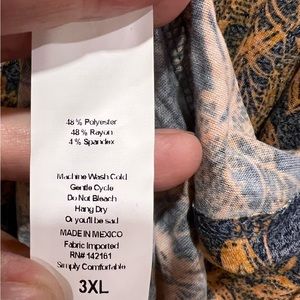 48 % Polyester
48 % Rayon
4 % Spandex
Machine Wash Cold
Gentle Cycle
Do Not Bleach
Hang Dry
Or you'll be sad
MADE IN MEXICO
Fabric Imported
RN# 142161
Simply Comfortable
3XL